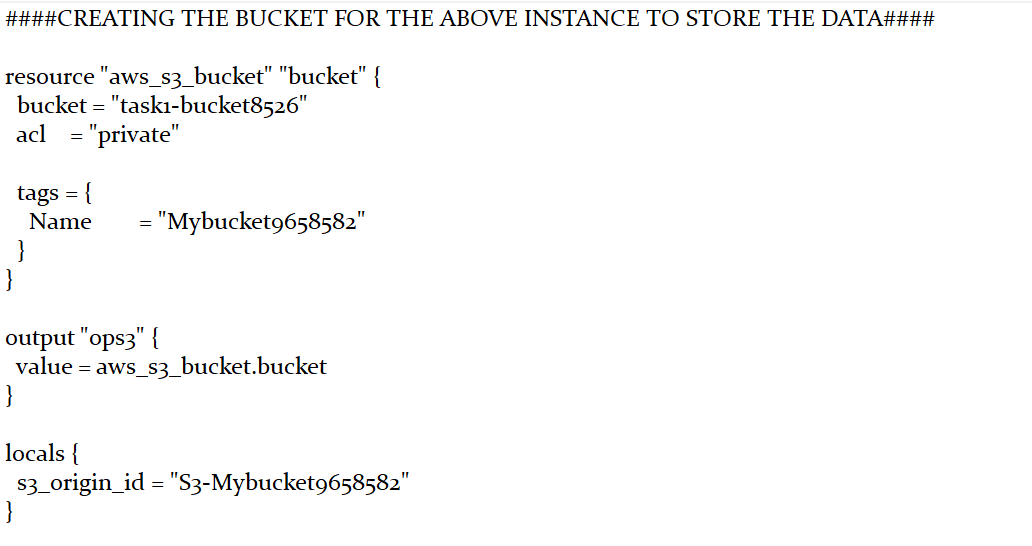 ####CREATING THE BUCKET FOR THE ABOVE INSTANCE TO STORE THE DATA####
resource "aws_s3_bucket" "bucket" {
bucket = "task1-bucket8526"
acl = "private"
tags = {
Name = "Mybucket9658582"
}
}
output "ops3" {
value = aws_s3_bucket.bucket
}
locals {
s3_origin_id = "S3-Mybucket9658582"
}